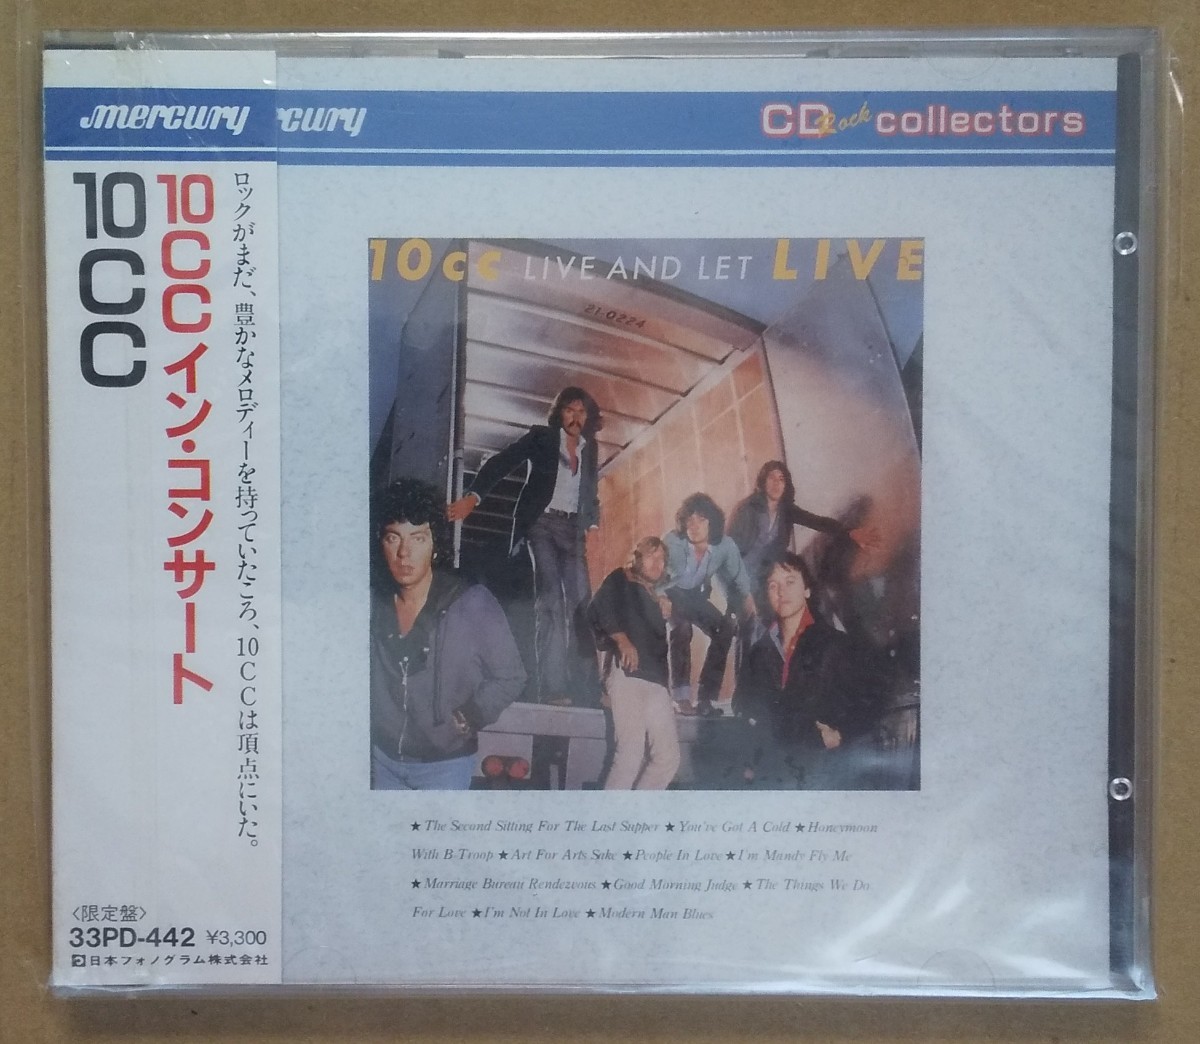 mercury
rcury
CD Rock collectors
10CC
10CCイン・コンサート
ロックがまだ、豊かなメロディーを持っていたころ、10CCは頂点にいた。
10cc LIVE AND LET LIVE
21-0224
★The Second Sitting For The Last Supper ★You've Got A Cold ★Honeymoon
With B Troop ★Art For Arts Sake ★People In Love ★I'm Mandy Fly Me
★Marriage Bureau Rendezvous ★Good Morning Judge ★The Things We Do
For Love ★I'm Not In Love ★Modern Man Blues
〈限定盤〉
33PD-442 ¥3,300
日本フォノグラム株式会社